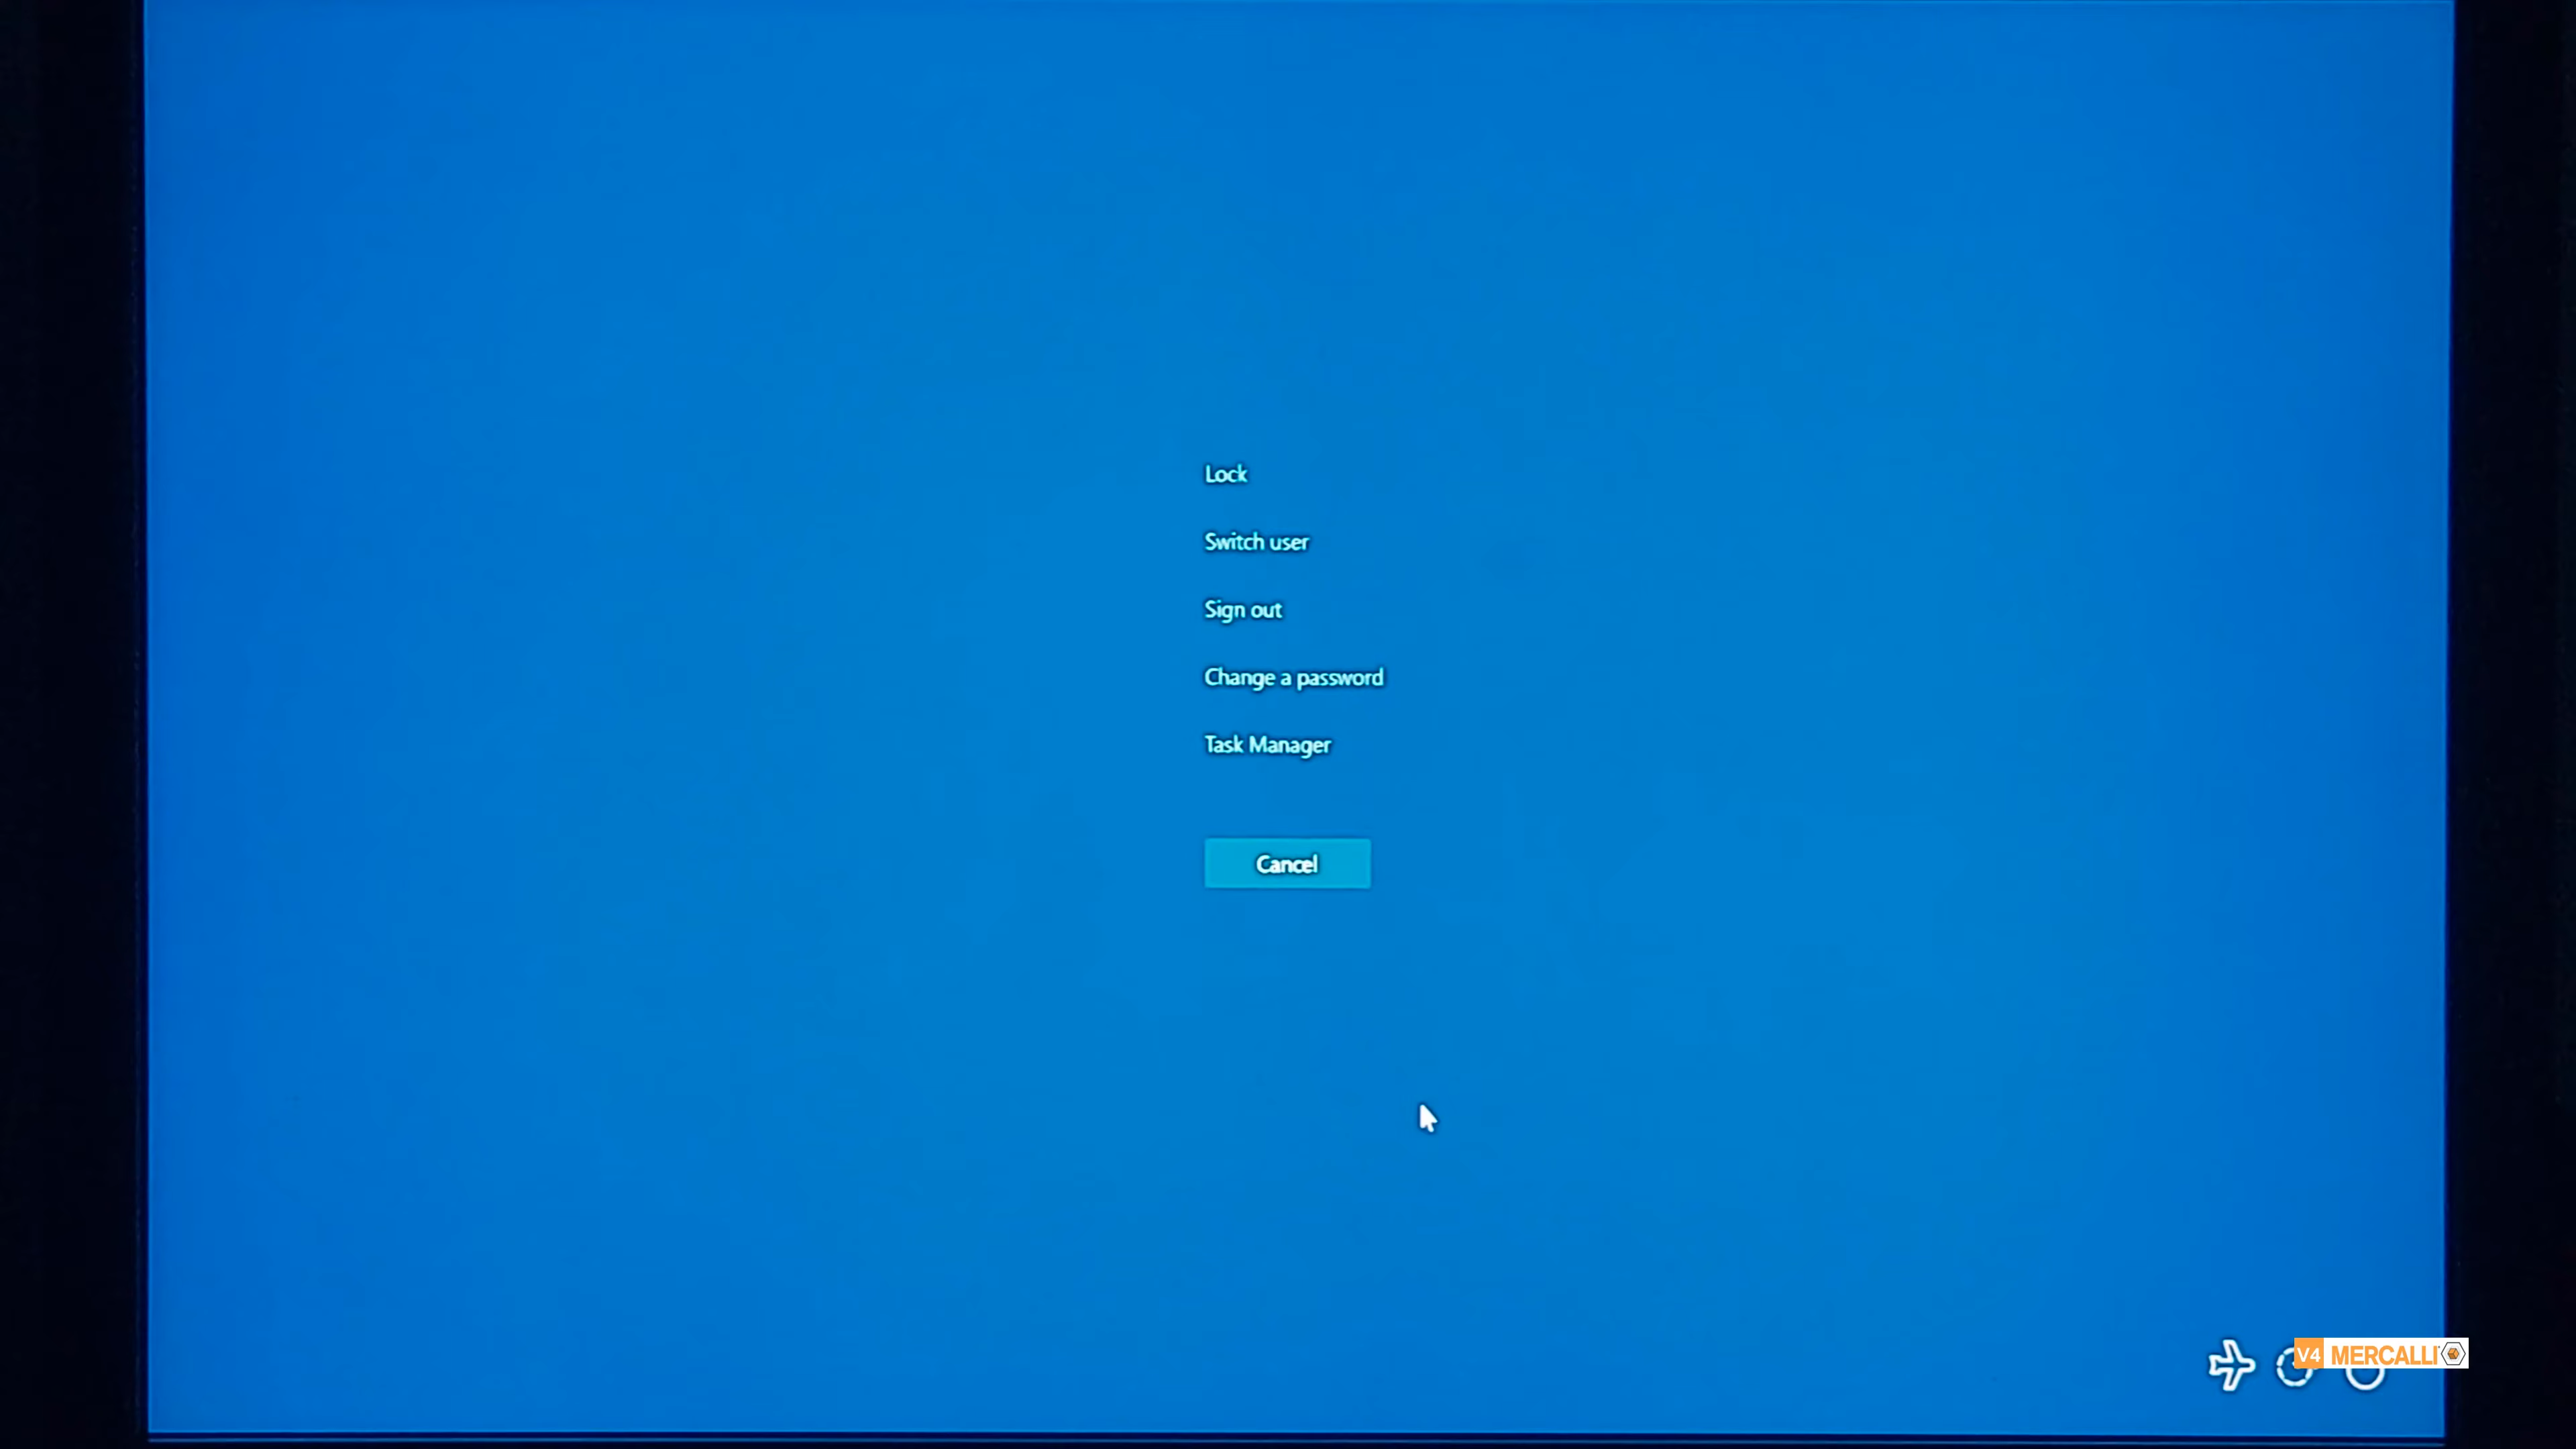 Lock
Switch user
Sign out
Change a password
Task Manager
Cancel
V4 MERCALLI